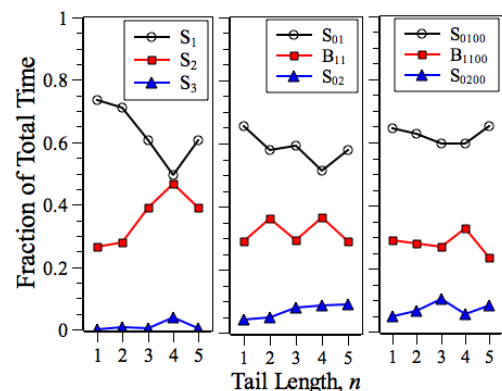 Fraction of Total Time
1
0.8
0.6
0.4
0.2
0
S₁
S₂
S₃
S₀₁
B₁₁
S₀₂
S₀₁₀₀
B₁₁₀₀
S₀₂₀₀
1 2 3 4 5
1 2 3 4 5
1 2 3 4 5
Tail Length, n